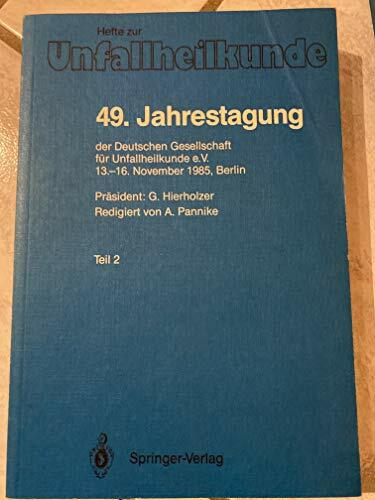 Hefte zur
Unfallheilkunde
49. Jahrestagung
der Deutschen Gesellschaft
für Unfallheilkunde e.V.
13.–16. November 1985, Berlin
Präsident: G. Hierholzer
Redigiert von A. Pannike
Teil 2
Springer-Verlag